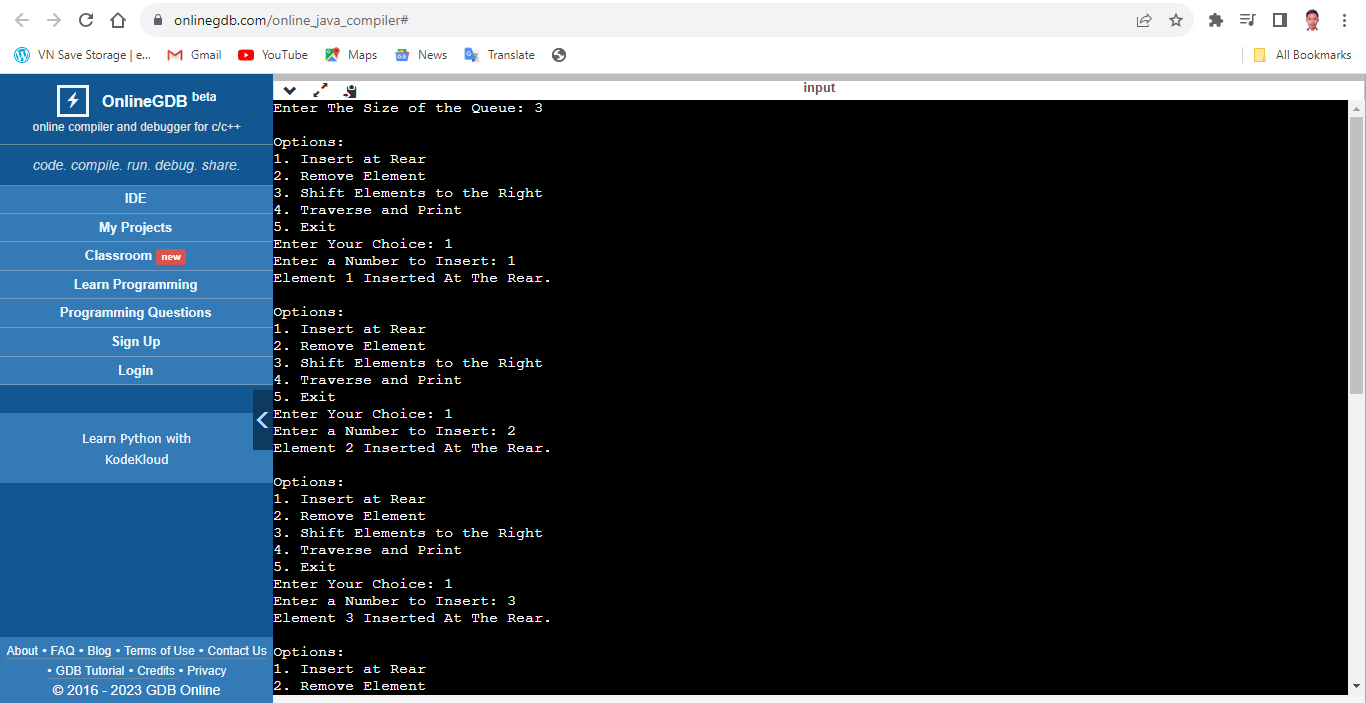 onlinegdb.com/online_java_compiler#
VN Save Storage | e...
Gmail
YouTube
Maps
News
Translate
All Bookmarks
OnlineGDB beta
online compiler and debugger for c/c++
code. compile. run. debug. share.
IDE
My Projects
Classroom new
Learn Programming
Programming Questions
Sign Up
Login
Learn Python with
KodeKloud
About • FAQ • Blog • Terms of Use • Contact Us
• GDB Tutorial • Credits • Privacy
© 2016 - 2023 GDB Online
input
Enter The Size of the Queue: 3
Options:
1. Insert at Rear
2. Remove Element
3. Shift Elements to the Right
4. Traverse and Print
5. Exit
Enter Your Choice: 1
Enter a Number to Insert: 1
Element 1 Inserted At The Rear.
Options:
1. Insert at Rear
2. Remove Element
3. Shift Elements to the Right
4. Traverse and Print
5. Exit
Enter Your Choice: 1
Enter a Number to Insert: 2
Element 2 Inserted At The Rear.
Options:
1. Insert at Rear
2. Remove Element
3. Shift Elements to the Right
4. Traverse and Print
5. Exit
Enter Your Choice: 1
Enter a Number to Insert: 3
Element 3 Inserted At The Rear.
Options:
1. Insert at Rear
2. Remove Element